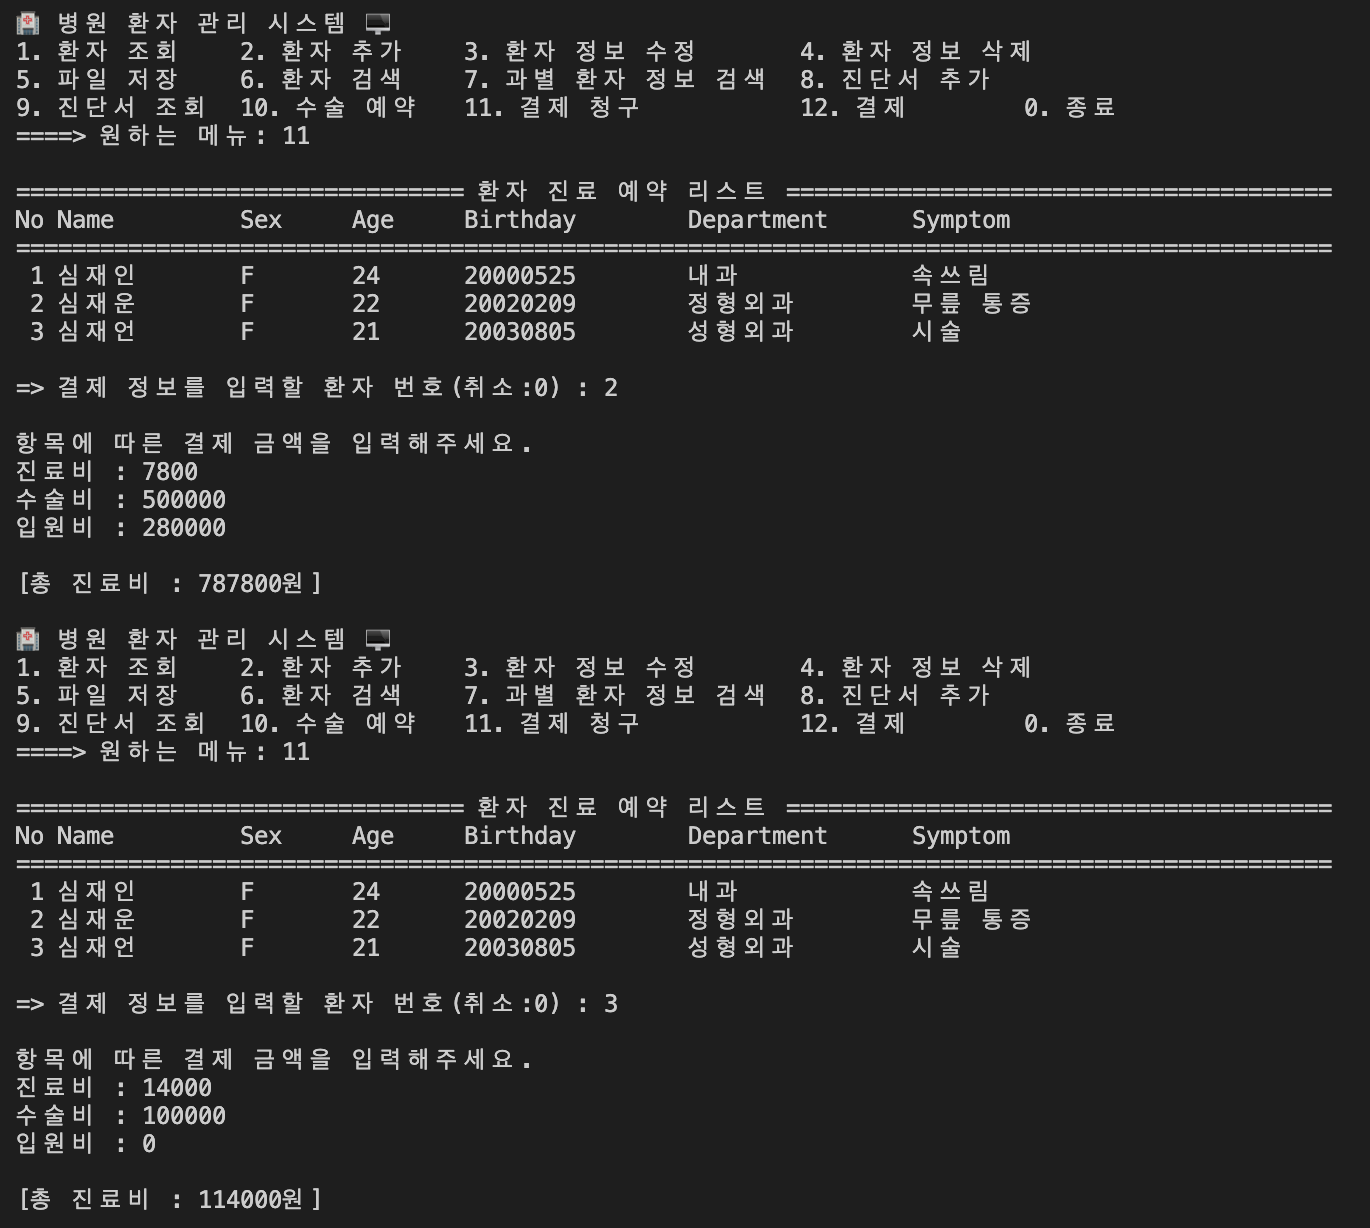 🏥 병원 환자 관리 시스템 🖥️
1. 환자 조회 2. 환자 추가 3. 환자 정보 수정 4. 환자 정보 삭제
5. 파일 저장 6. 환자 검색 7. 과별 환자 정보 검색 8. 진단서 추가
9. 진단서 조회 10. 수술 예약 11. 결제 청구 12. 결제 0. 종료
====> 원하는 메뉴: 11
================================ 환자 진료 예약 리스트 =======================================
No Name Sex Age Birthday Department Symptom
==============================================================================================
1 심재인 F 24 20000525 내과 속쓰림
2 심재운 F 22 20020209 정형외과 무릎 통증
3 심재언 F 21 20030805 성형외과 시술
=> 결제 정보를 입력할 환자 번호(취소:0) : 2
항목에 따른 결제 금액을 입력해주세요.
진료비 : 7800
수술비 : 500000
입원비 : 280000
[총 진료비 : 787800원]
🏥 병원 환자 관리 시스템 🖥️
1. 환자 조회 2. 환자 추가 3. 환자 정보 수정 4. 환자 정보 삭제
5. 파일 저장 6. 환자 검색 7. 과별 환자 정보 검색 8. 진단서 추가
9. 진단서 조회 10. 수술 예약 11. 결제 청구 12. 결제 0. 종료
====> 원하는 메뉴: 11
================================ 환자 진료 예약 리스트 =======================================
No Name Sex Age Birthday Department Symptom
==============================================================================================
1 심재인 F 24 20000525 내과 속쓰림
2 심재운 F 22 20020209 정형외과 무릎 통증
3 심재언 F 21 20030805 성형외과 시술
=> 결제 정보를 입력할 환자 번호(취소:0) : 3
항목에 따른 결제 금액을 입력해주세요.
진료비 : 14000
수술비 : 100000
입원비 : 0
[총 진료비 : 114000원]